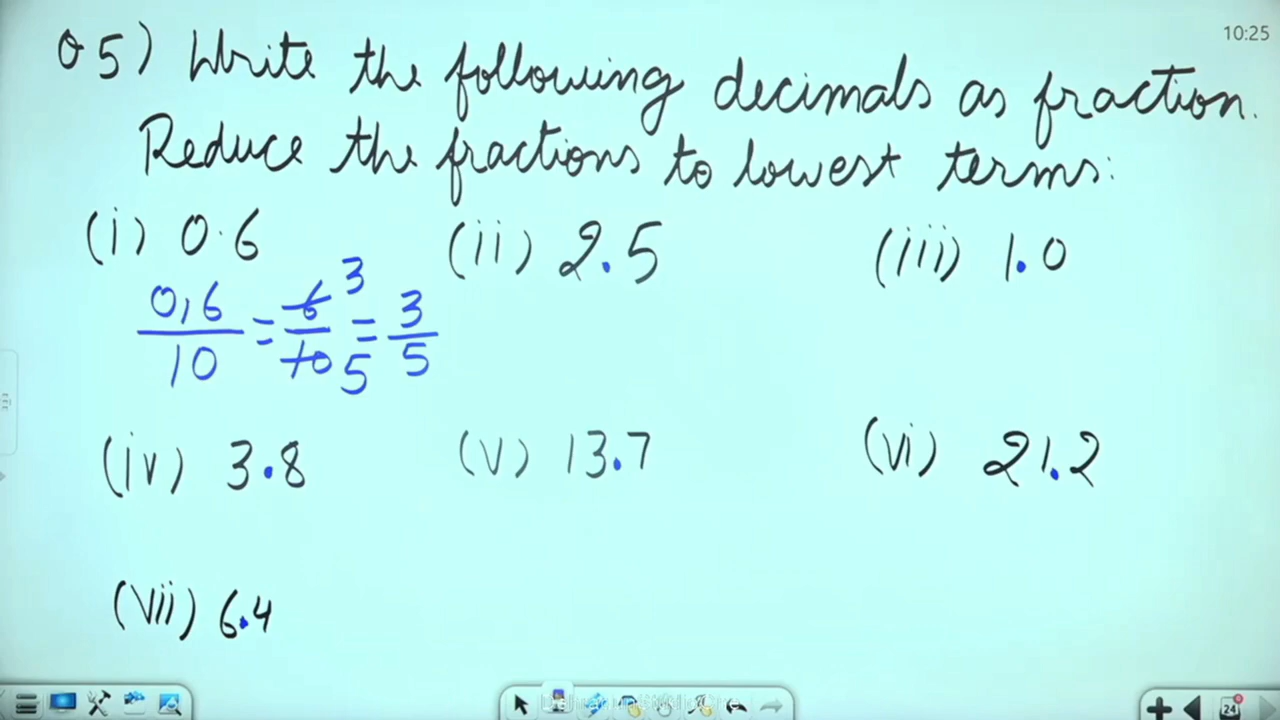 10:25
Q 5) Write the following decimals as fraction.
Reduce the fractions to lowest terms:
(i) 0.6 (ii) 2.5 (iii) 1.0
0,6/10 = 6/10 3/5 = 3/5
(iv) 3.8 (v) 13.7 (vi) 21.2
(vii) 6.4
24